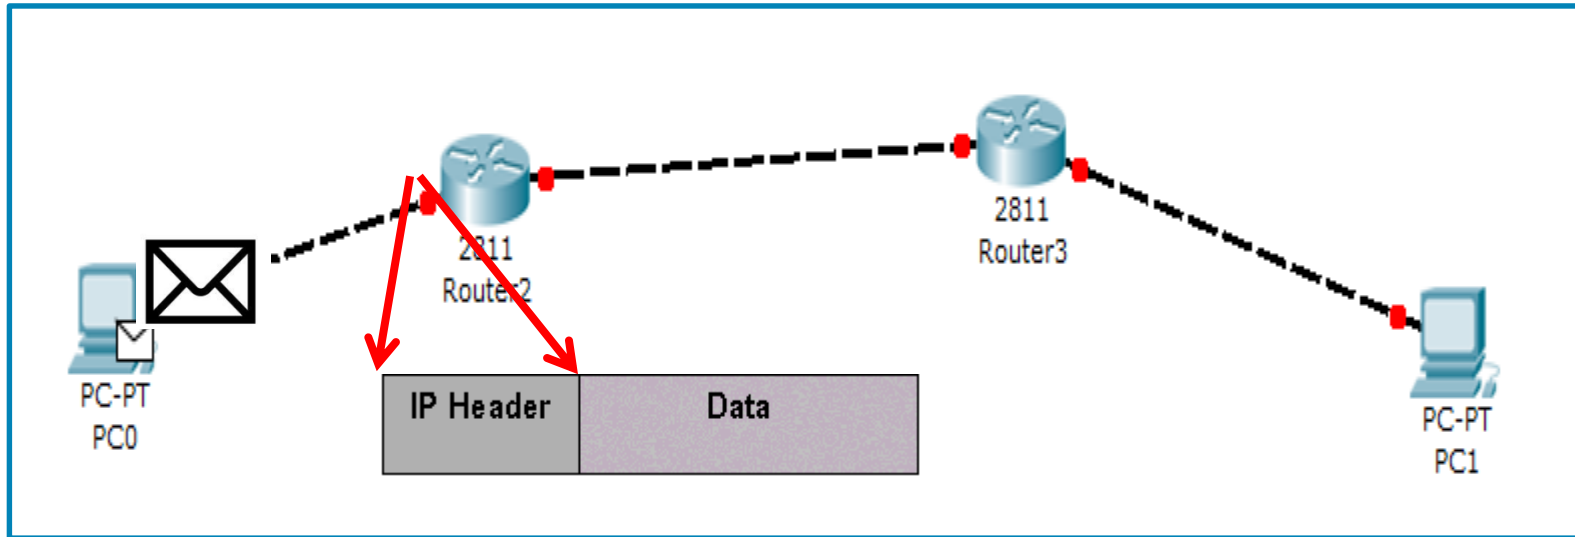 2811
Router2
2811
Router3
PC-PT
PC0
IP Header
Data
PC-PT
PC1